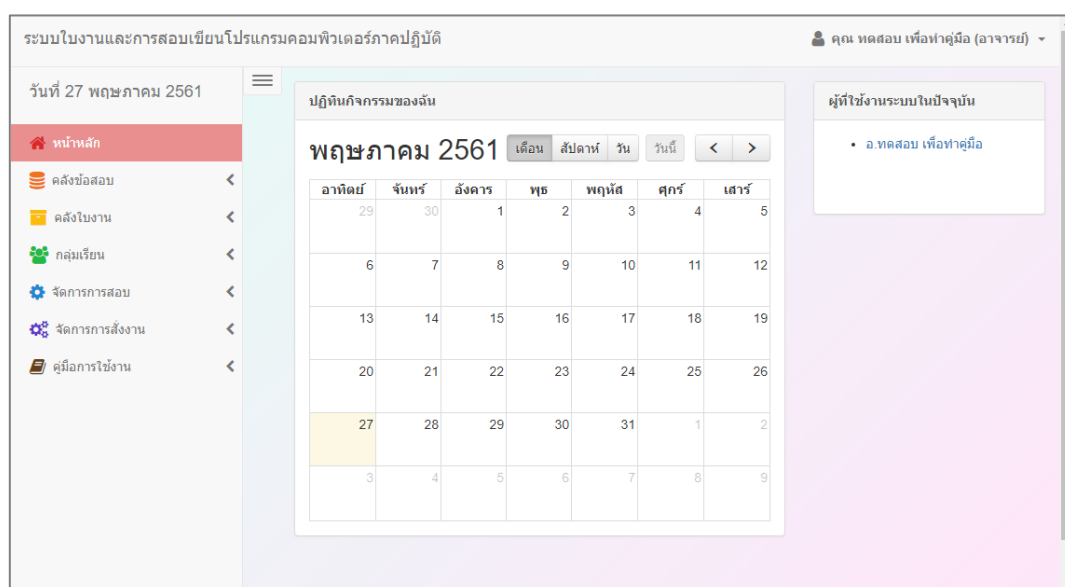 ระบบใบงานและการสอบเขียนโปรแกรมคอมพิวเตอร์ภาคปฏิบัติ
คุณ ทดสอบ เพื่อทำคู่มือ (อาจารย์)
วันที่ 27 พฤษภาคม 2561
หน้าหลัก
คลังข้อสอบ
คลังใบงาน
กลุ่มเรียน
จัดการการสอบ
จัดการการสั่งงาน
คู่มือการใช้งาน
ปฏิทินกิจกรรมของฉัน
พฤษภาคม 2561 เดือน สัปดาห์ วัน วันนี้
อาทิตย์ จันทร์ อังคาร พุธ พฤหัส ศุกร์ เสาร์
29 30 1 2 3 4 5
6 7 8 9 10 11 12
13 14 15 16 17 18 19
20 21 22 23 24 25 26
27 28 29 30 31 1 2
3 4 5 6 7 8 9
ผู้ที่ใช้งานระบบในปัจจุบัน
• อ.ทดสอบ เพื่อทำคู่มือ